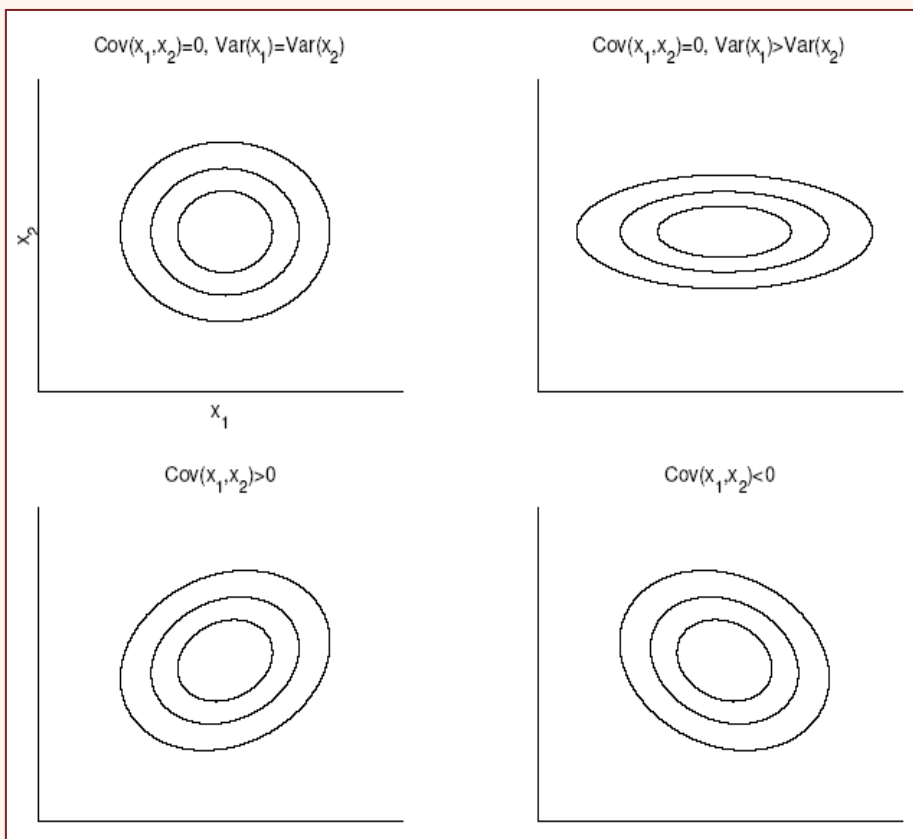 Cov(x₁,x₂)=0, Var(x₁)=Var(x₂)
Cov(x₁,x₂)=0, Var(x₁)>Var(x₂)
x₂
x₁
Cov(x₁,x₂)>0
Cov(x₁,x₂)<0